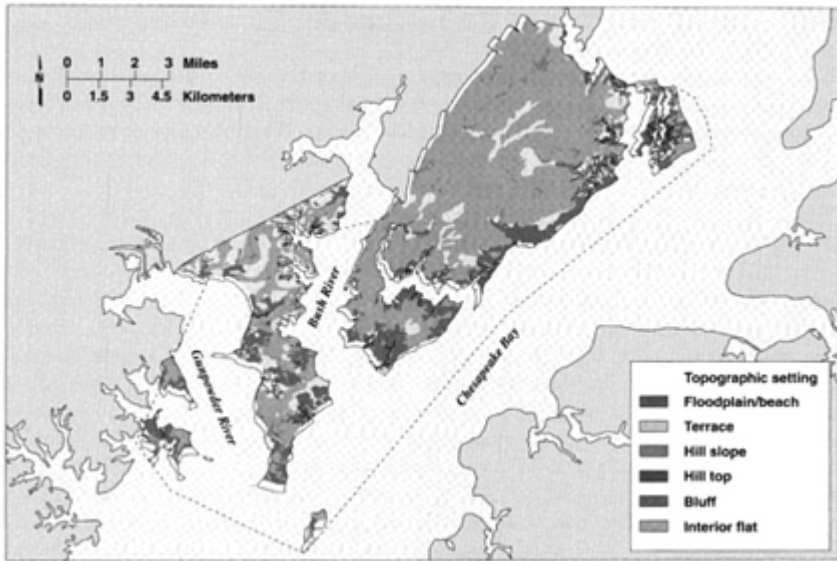 0 1 2 3 Miles
N
0 1.5 3 4.5 Kilometers
Bush River
Gunpowder River
Chesapeake Bay
Topographic setting
Floodplain/beach
Terrace
Hill slope
Hill top
Bluff
Interior flat